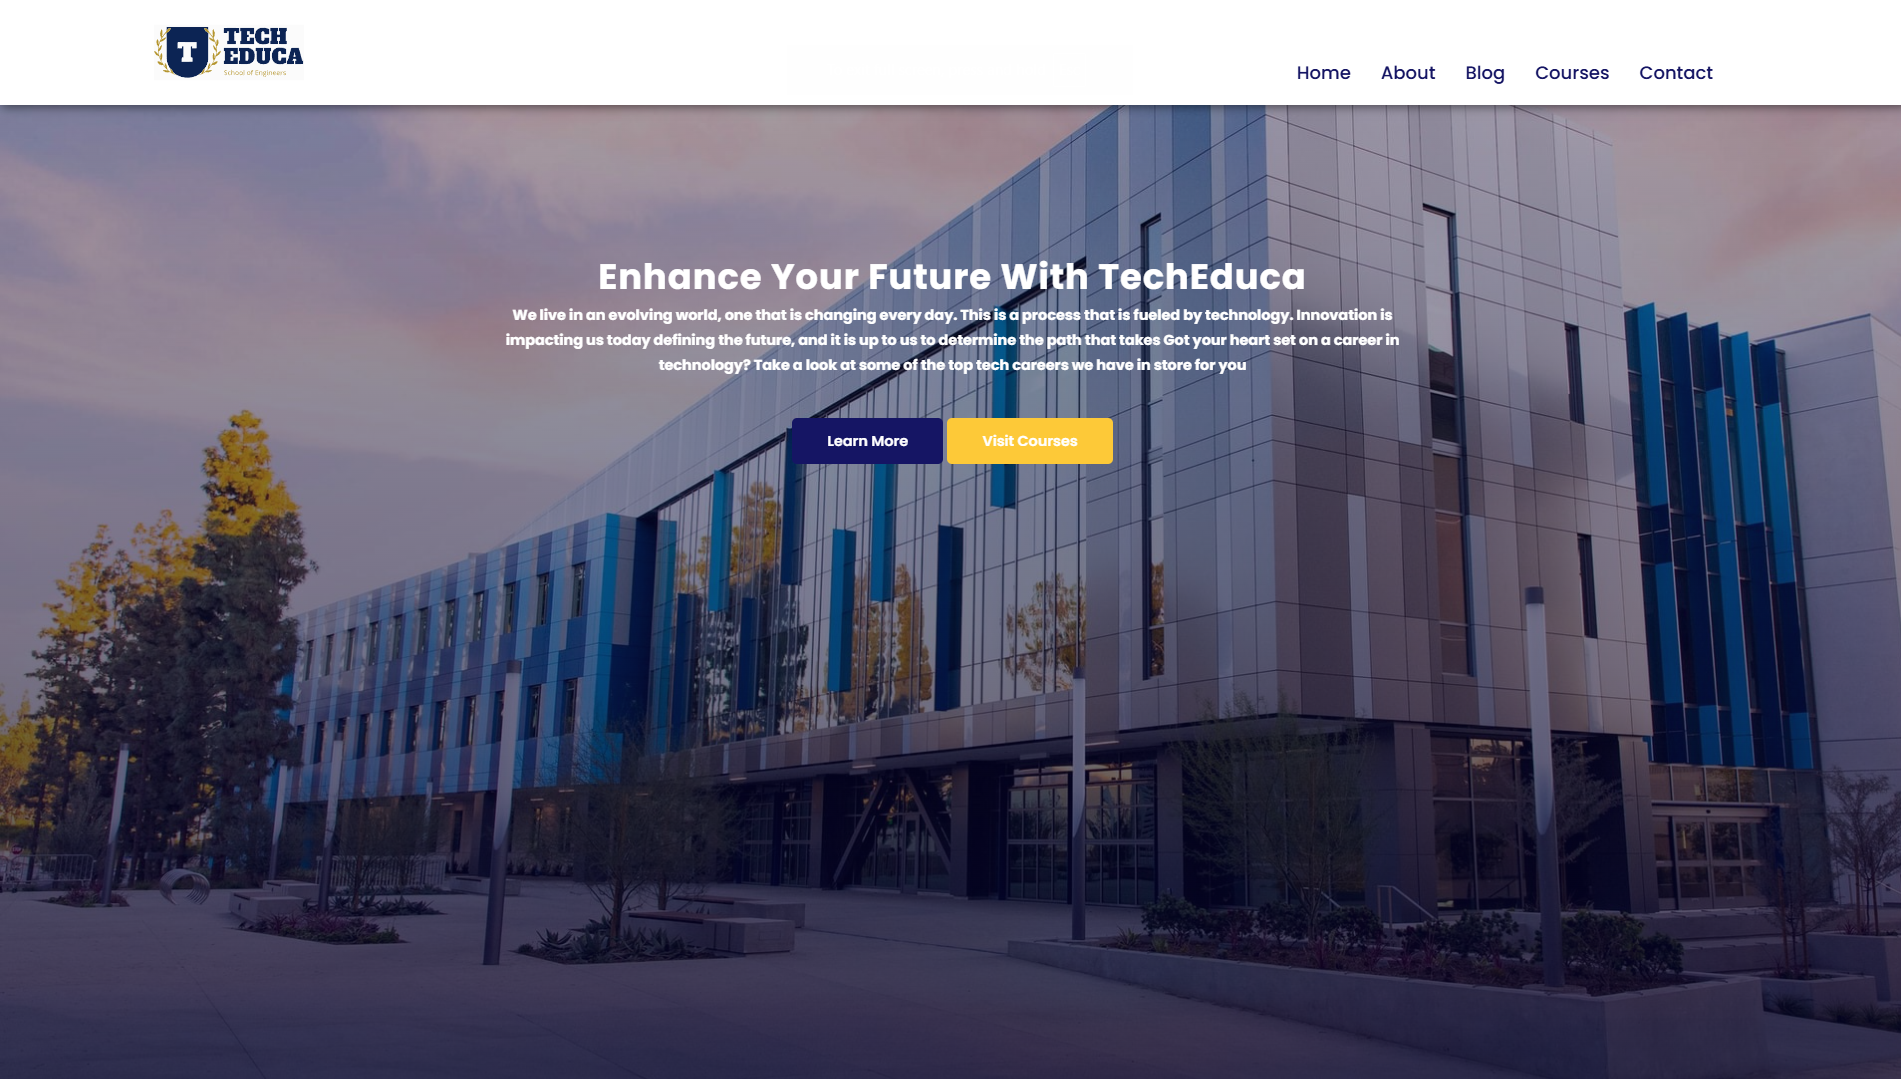 T
TECH
EDUCA
School of Engineers
Home About Blog Courses Contact
Enhance Your Future With TechEduca
We live in an evolving world, one that is changing every day. This is a process that is fueled by technology. Innovation is
impacting us today defining the future, and it is up to us to determine the path that takes Got your heart set on a career in
technology? Take a look at some of the top tech careers we have in store for you
Learn More Visit Courses